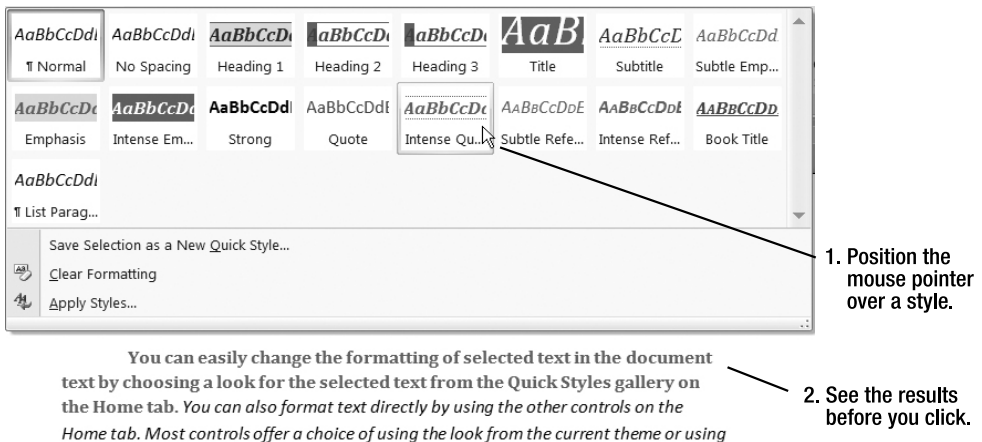 AaBbCcDdI AaBbCcDdI AaBbCcDc AaBbCcDc AaBbCcDc AaB AaBbCcD AaBbCcDd
¶ Normal No Spacing Heading 1 Heading 2 Heading 3 Title Subtitle Subtle Emp...
AaBbCcDc AaBbCcDc AaBbCcDdI AaBbCcDdE AaBbCcDc AABBCCDDE AABBCCDDE AABBCCDD
Emphasis Intense Em... Strong Quote Intense Qu... Subtle Refe... Intense Ref... Book Title
AaBbCcDdI
¶ List Parag...
Save Selection as a New Quick Style...
Clear Formatting
Apply Styles...
1. Position the
mouse pointer
over a style.
You can easily change the formatting of selected text in the document
text by choosing a look for the selected text from the Quick Styles gallery on
the Home tab. You can also format text directly by using the other controls on the
Home tab. Most controls offer a choice of using the look from the current theme or using
2. See the results
before you click.